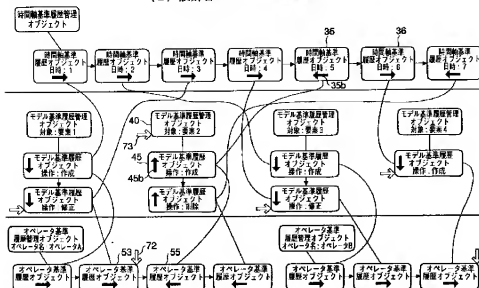 時間軸基準履歴管理
オブジェクト
36
36
時間軸基準
履歴オブジェクト
日時:1
時間軸基準
履歴オブジェクト
日時:2
時間軸基準
履歴オブジェクト
日時:3
時間軸基準
履歴オブジェクト
日時:4
時間軸基準
履歴オブジェクト
日時:5
時間軸基準
履歴オブジェクト
日時:6
時間軸基準
履歴オブジェクト
日時:7
35b
モデル基準履歴管理
オブジェクト
対象:要素1
40
モデル基準履歴管理
オブジェクト
対象:要素2
モデル基準履歴管理
オブジェクト
対象:要素3
モデル基準履歴管理
オブジェクト
対象:要素4
73
45
45b
モデル基準履歴
オブジェクト
操作:作成
モデル基準履歴
オブジェクト
操作:作成
モデル基準履歴
オブジェクト
操作:作成
モデル基準履歴
オブジェクト
操作:作成
モデル基準履歴
オブジェクト
操作:修正
モデル基準履歴
オブジェクト
操作:削除
モデル基準履歴
オブジェクト
操作:修正
オペレータ基準
履歴管理オブジェクト
オペレータ名:オペレータA
53
72
55
オペレータ基準
履歴管理オブジェクト
オペレータ名:オペレータB
オペレータ基準
履歴オブジェクト
オペレータ基準
履歴オブジェクト
オペレータ基準
履歴オブジェクト
オペレータ基準
履歴オブジェクト
オペレータ基準
履歴オブジェクト
オペレータ基準
履歴オブジェクト
オペレータ基準
履歴オブジェクト